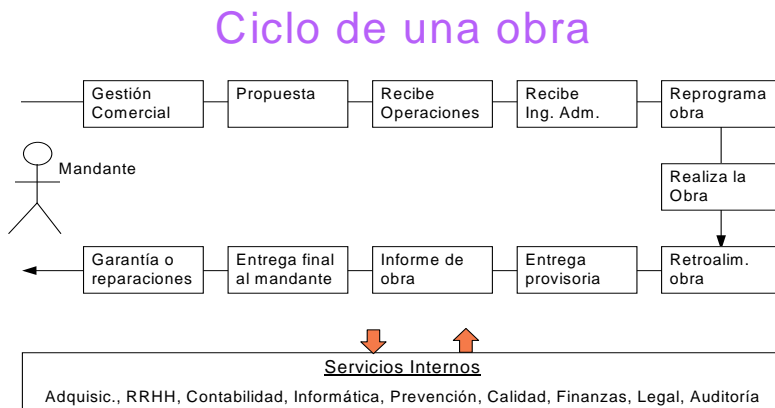 Ciclo de una obra
Gestión
Comercial
Propuesta
Recibe
Operaciones
Recibe
Ing. Adm.
Reprograma
obra
Mandante
Realiza la
Obra
Garantía o
reparaciones
Entrega final
al mandante
Informe de
obra
Entrega
provisoria
Retroalim.
obra
Servicios Internos
Adquisic., RRHH, Contabilidad, Informática, Prevención, Calidad, Finanzas, Legal, Auditoría